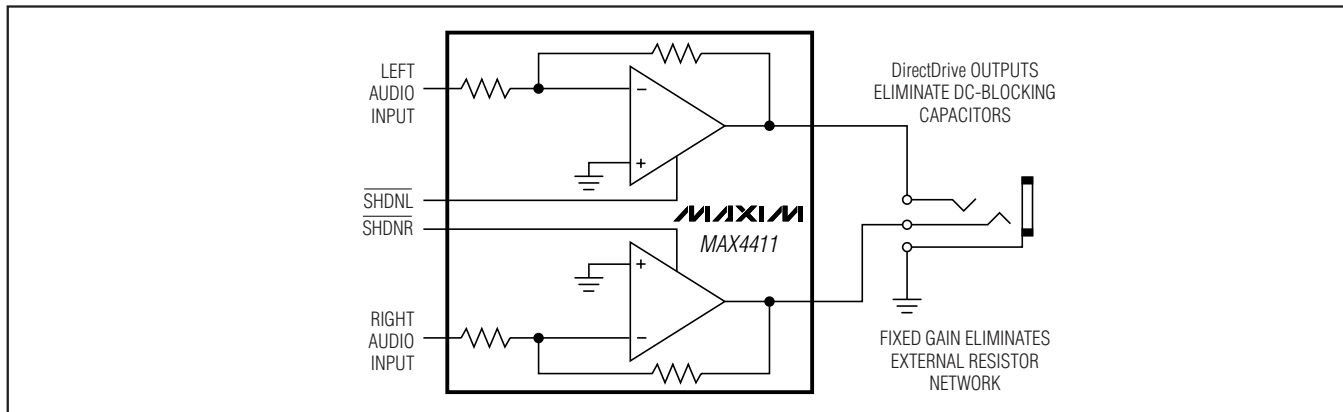 LEFT
AUDIO
INPUT
−
+
SHDNL
SHDNR
MAXIM
MAX4411
+
−
RIGHT
AUDIO
INPUT
DirectDrive OUTPUTS
ELIMINATE DC-BLOCKING
CAPACITORS
FIXED GAIN ELIMINATES
EXTERNAL RESISTOR
NETWORK